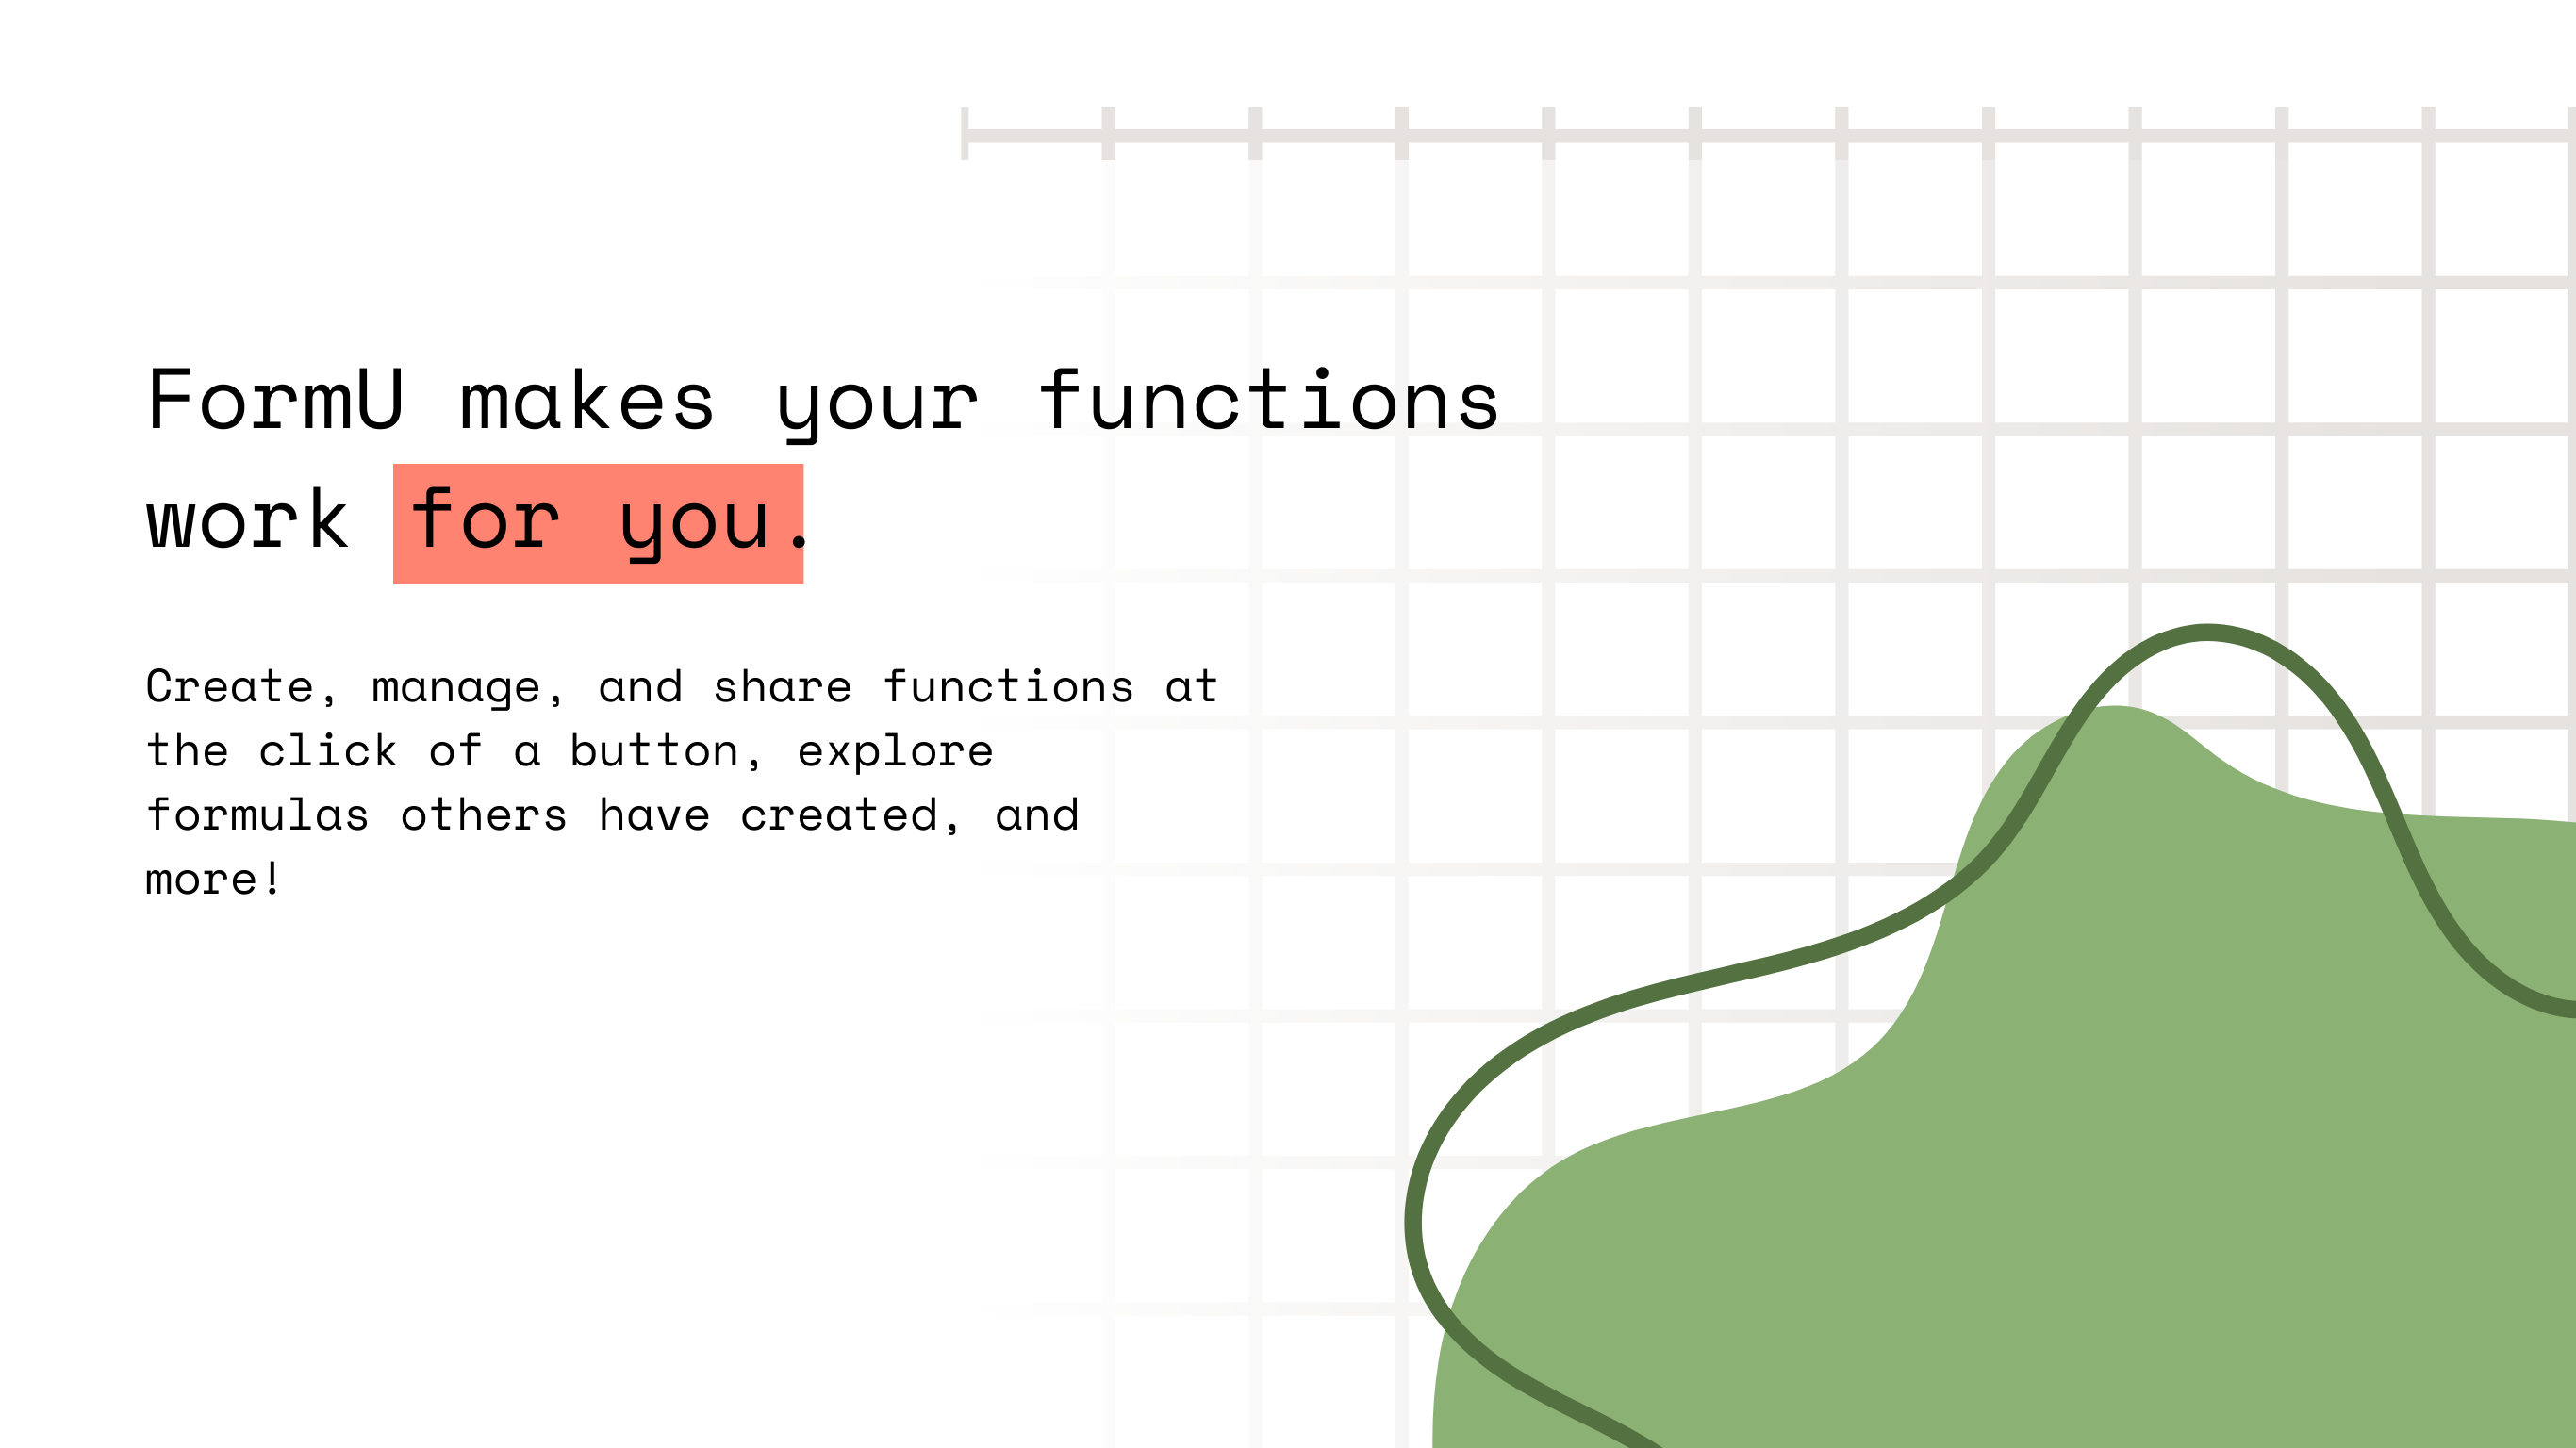 FormU makes your functions
work for you.
Create, manage, and share functions at
the click of a button, explore
formulas others have created, and
more!